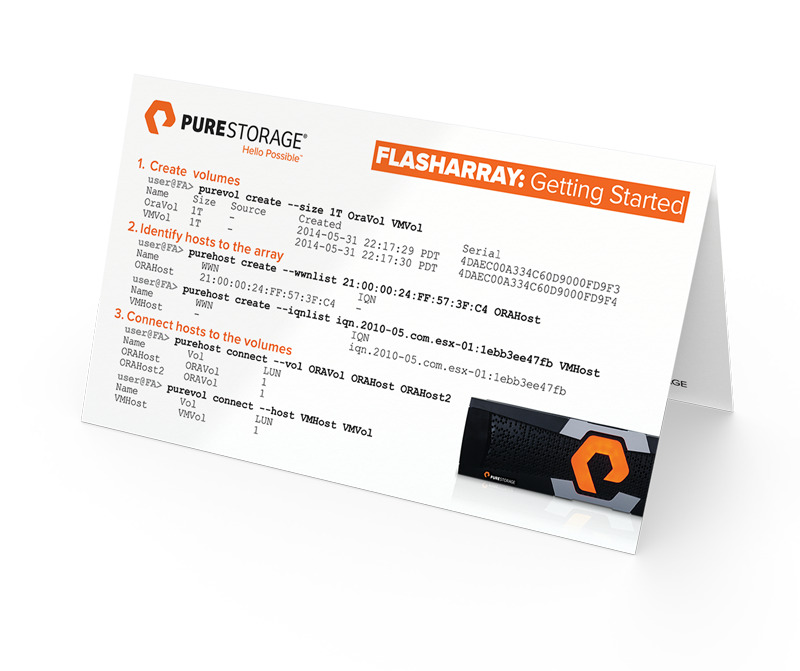 PURESTORAGE®
Hello Possible™
FLASHARRAY: Getting Started
1. Create volumes
user@FA> purevol create --size 1T OraVol VMVol
Name Size Source Created Serial
OraVol 1T - 2014-05-31 22:17:29 PDT 4DAEC00A334C60D9000FD9F3
VMVol 1T - 2014-05-31 22:17:30 PDT 4DAEC00A334C60D9000FD9F4
2. Identify hosts to the array
user@FA> purehost create --wwnlist 21:00:00:24:FF:57:3F:C4 ORAHost
Name WWN IQN
ORAHost 21:00:00:24:FF:57:3F:C4 -
user@FA> purehost create --iqnlist iqn.2010-05.com.esx-01:1ebb3ee47fb VMHost
Name WWN IQN
VMHost - iqn.2010-05.com.esx-01:1ebb3ee47fb
3. Connect hosts to the volumes
user@FA> purehost connect --vol ORAVol ORAHost ORAHost2
Name Vol LUN
ORAHost ORAVol 1
ORAHost2 ORAVol 1
user@FA> purevol connect --host VMHost VMVol
Name Vol LUN
VMHost VMVol 1
PURESTORAGE